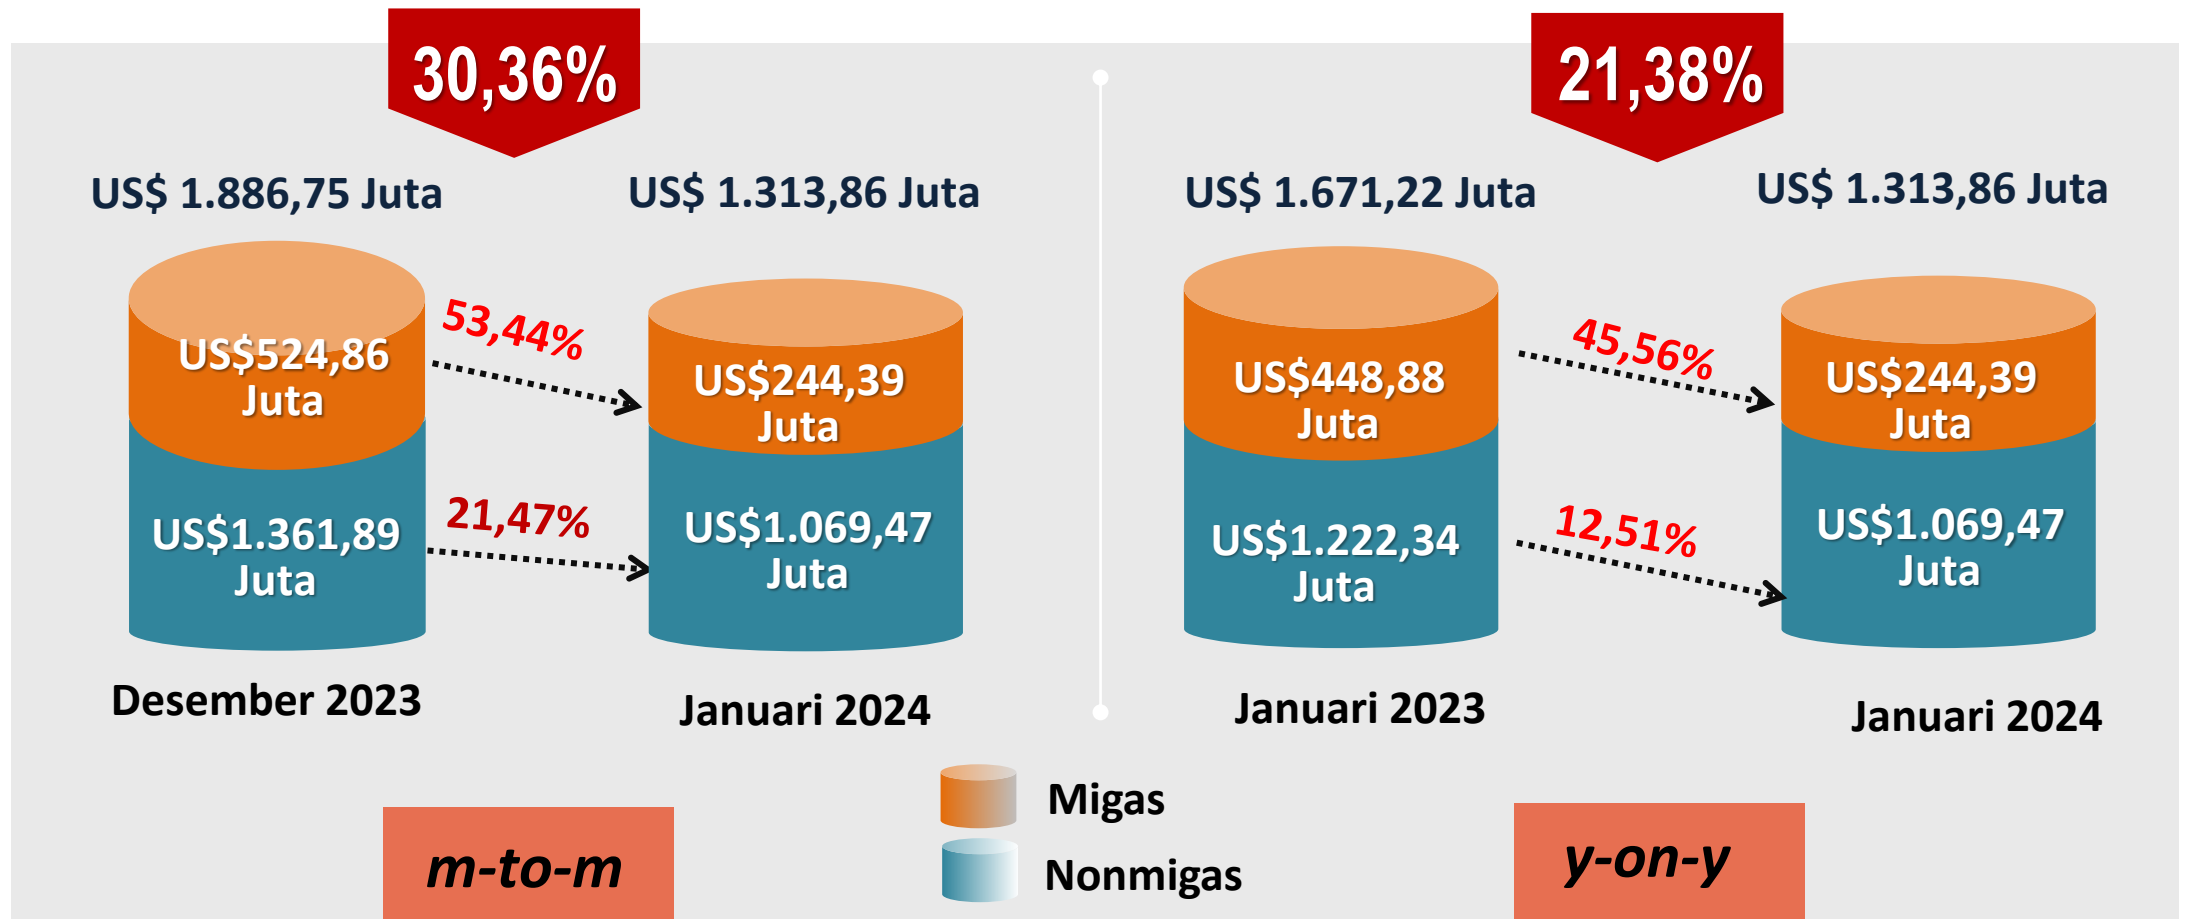 30,36%
US$ 1.886,75 Juta
US$ 1.313,86 Juta
53,44%
US$524,86
Juta
US$244,39
Juta
21,47%
US$1.361,89
Juta
US$1.069,47
Juta
Desember 2023
Januari 2024
m-to-m
21,38%
US$ 1.671,22 Juta
US$ 1.313,86 Juta
45,56%
US$448,88
Juta
US$244,39
Juta
12,51%
US$1.222,34
Juta
US$1.069,47
Juta
Januari 2023
Januari 2024
Migas
Nonmigas
y-on-y